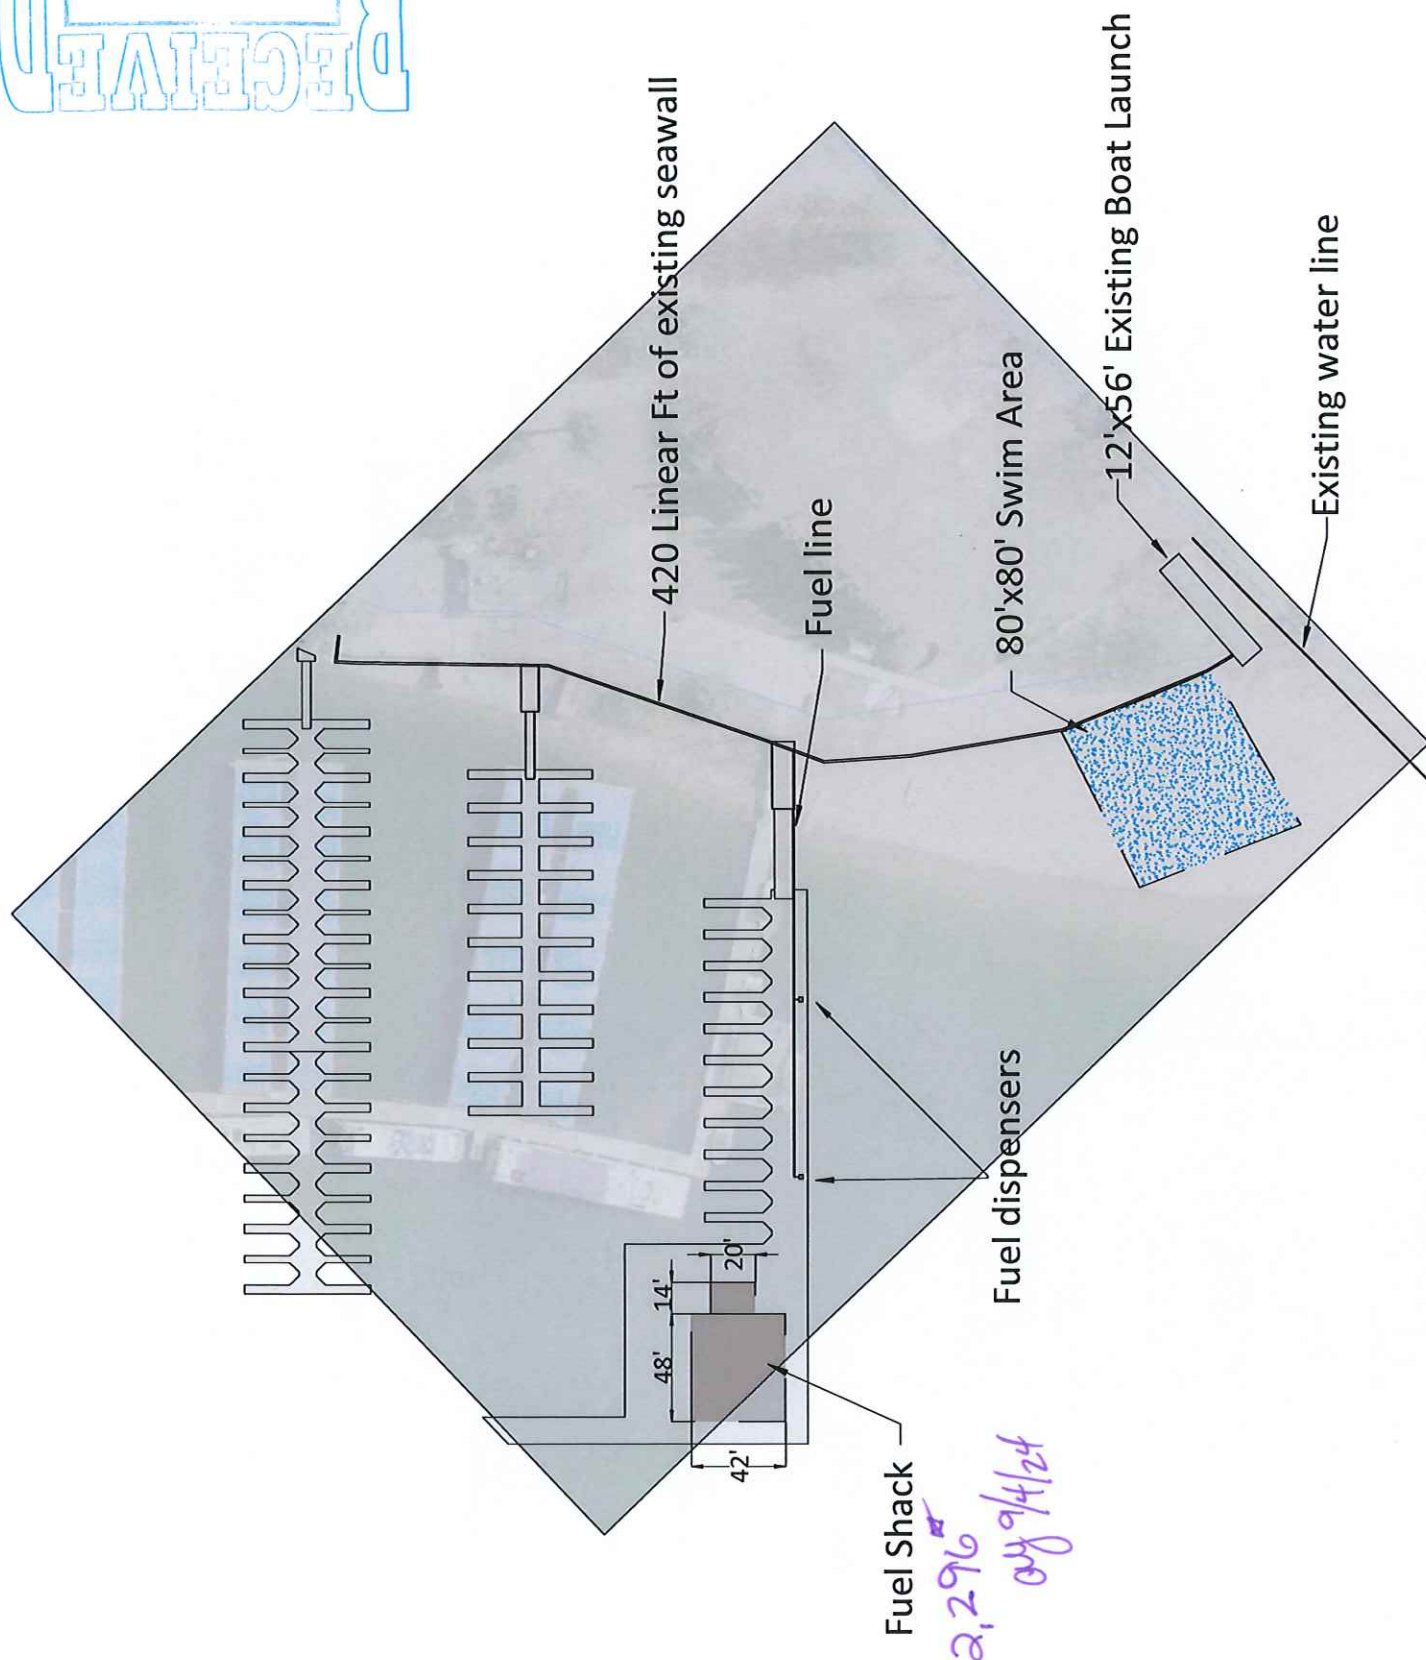 RECEIVED
420 Linear Ft of existing seawall
12'x56' Existing Boat Launch
Existing water line
80'x80' Swim Area
Fuel line
Fuel dispensers
20'
14'
48'
42'
Fuel Shack
2,296
9/4/24